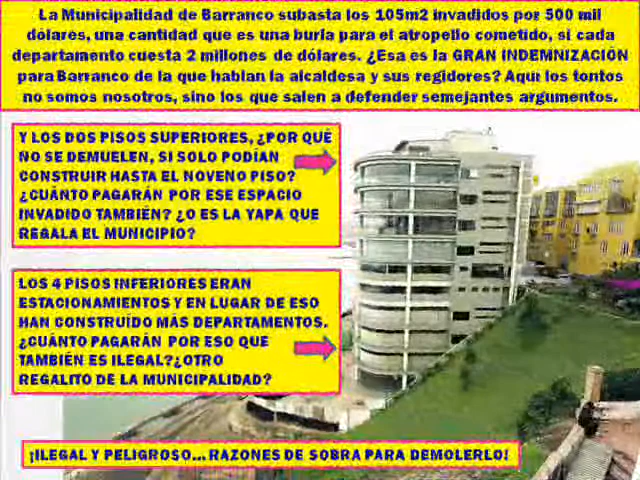 La Municipalidad de Barranco subasta los 105m2 invadidos por 500 mil
dólares, una cantidad que es una burla para el atropello cometido, si cada
departamento cuesta 2 millones de dólares. ¿Esa es la GRAN INDEMNIZACIÓN
para Barranco de la que hablan la alcaldesa y sus regidores? Aquí los tontos
no somos nosotros, sino los que salen a defender semejantes argumentos.
Y LOS DOS PISOS SUPERIORES, ¿POR QUÉ
NO SE DEMUELEN, SI SOLO PODÍAN
CONSTRUIR HASTA EL NOVENO PISO?
¿CUÁNTO PAGARÁN POR ESE ESPACIO
INVADIDO TAMBIÉN? ¿O ES LA YAPA QUE
REGALA EL MUNICIPIO?
LOS 4 PISOS INFERIORES ERAN
ESTACIONAMIENTOS Y EN LUGAR DE ESO
HAN CONSTRUÍDO MÁS DEPARTAMENTOS.
¿CUÁNTO PAGARÁN POR ESO QUE
TAMBIÉN ES ILEGAL?¿OTRO
REGALITO DE LA MUNICIPALIDAD?
¡ILEGAL Y PELIGROSO... RAZONES DE SOBRA PARA DEMOLERLO!